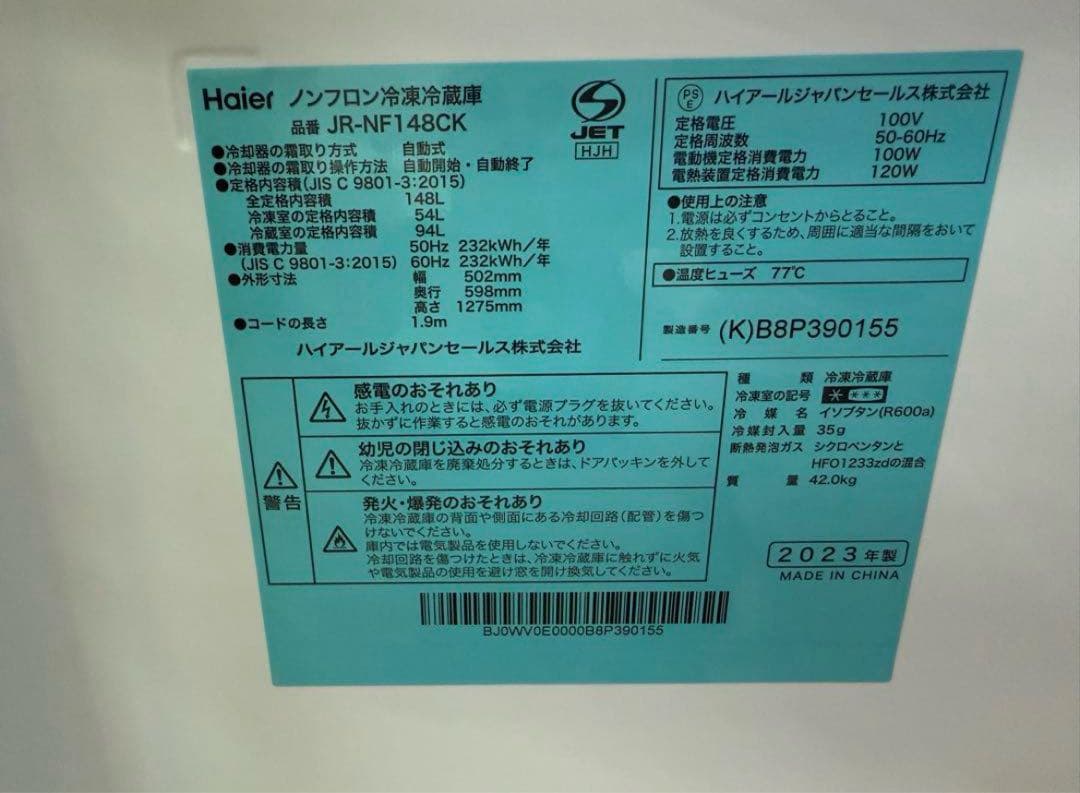 Haier ノンフロン冷凍冷蔵庫
品番 JR-NF148CK
JET
HJH
●冷却器の霜取り方式 自動式
●冷却器の霜取り操作方法 自動開始・自動終了
●定格内容積(JIS C 9801-3:2015)
全定格内容積 148L
冷凍室の定格内容積 54L
冷蔵室の定格内容積 94L
●消費電力量 50Hz 232kWh/年
(JIS C 9801-3:2015) 60Hz 232kWh/年
●外形寸法 幅 502mm
奥行 598mm
高さ 1275mm
●コードの長さ 1.9m
ハイアールジャパンセールス株式会社
PS
E
ハイアールジャパンセールス株式会社
定格電圧 100V
定格周波数 50-60Hz
電動機定格消費電力 100W
電熱装置定格消費電力 120W
●使用上の注意
1.電源は必ずコンセントからとること。
2.放熱を良くするため、周囲に適当な間隔をおいて
設置すること。
●温度ヒューズ 77℃
製造番号 (K)B8P390155
警告
感電のおそれあり
お手入れのときには、必ず電源プラグを抜いてください。
抜かずに作業すると感電のおそれがあります。
幼児の閉じ込みのおそれあり
冷凍冷蔵庫を廃棄処分するときは、ドアパッキンを外して
ください。
発火・爆発のおそれあり
冷凍冷蔵庫の背面や側面にある冷却回路(配管)を傷つ
けないでください。
庫内では電気製品を使用しないでください。
冷却回路を傷つけたときは、冷凍冷蔵庫に触れずに火気
や電気製品の使用を避け窓を開け換気してください。
種類 冷凍冷蔵庫
冷凍室の記号 * ***
冷媒名 イソブタン(R600a)
冷媒封入量 35g
断熱発泡ガス シクロペンタンと
HFO1233zdの混合
質量 42.0kg
2023年製
MADE IN CHINA
BJ0WV0E0000B8P390155